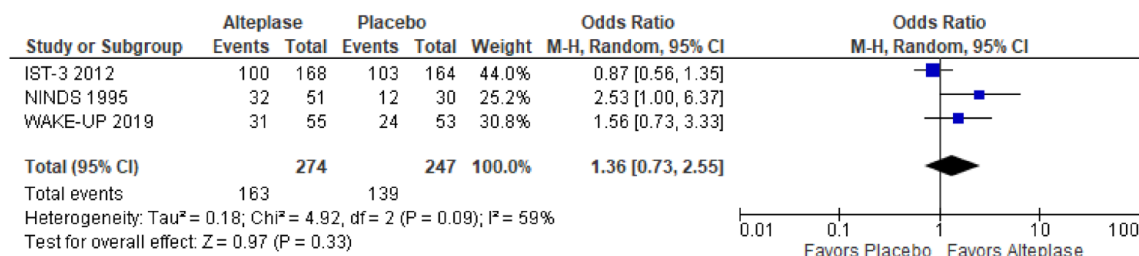 Alteplase Placebo Odds Ratio Odds Ratio
Study or Subgroup Events Total Events Total Weight M-H, Random, 95% CI M-H, Random, 95% CI
IST-3 2012 100 168 103 164 44.0% 0.87 [0.56, 1.35]
NINDS 1995 32 51 12 30 25.2% 2.53 [1.00, 6.37]
WAKE-UP 2019 31 55 24 53 30.8% 1.56 [0.73, 3.33]
Total (95% CI) 274 247 100.0% 1.36 [0.73, 2.55]
Total events 163 139
Heterogeneity: Tau² = 0.18; Chi² = 4.92, df = 2 (P = 0.09); I² = 59%
Test for overall effect: Z = 0.97 (P = 0.33)
0.01 0.1 1 10 100
Favors Placebo Favors Alteplase